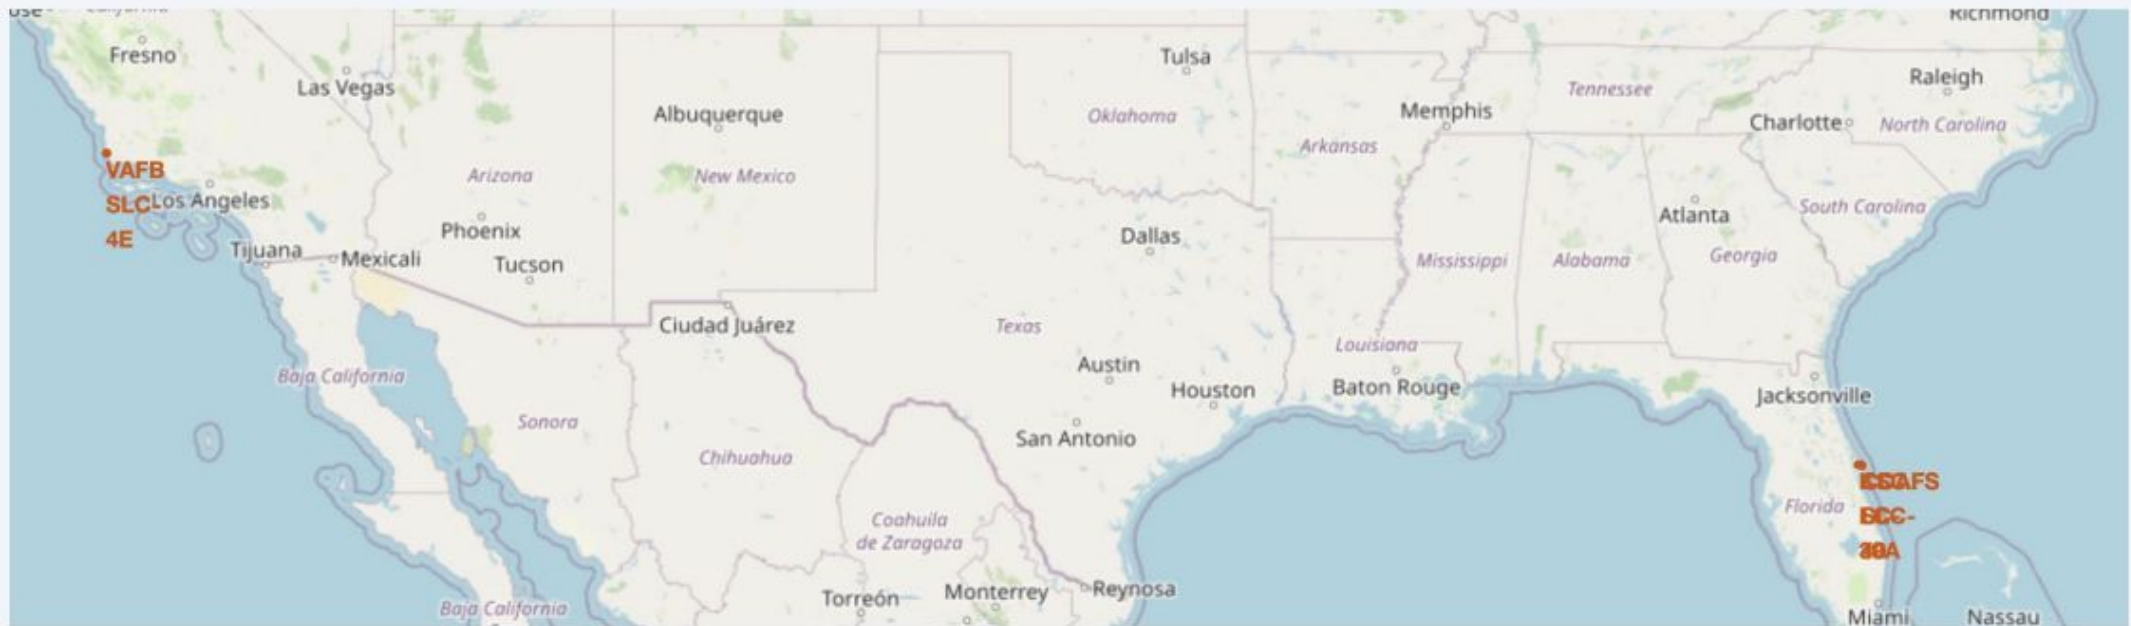 California
Richmond
Fresno
Tulsa
Las Vegas
Raleigh
Tennessee
Albuquerque
Memphis
Oklahoma
Charlotte
North Carolina
Arkansas
VAFB
SLC
4E
Arizona
New Mexico
Los Angeles
South Carolina
Atlanta
Phoenix
Dallas
Tijuana
Mexicali
Tucson
Mississippi
Alabama
Georgia
Ciudad Juárez
Texas
Louisiana
Austin
Baja California
Houston
Baton Rouge
Jacksonville
Sonora
San Antonio
Chihuahua
Florida
Coahuila
de Zaragoza
Torreón
Monterrey
Reynosa
Baja California
Miami
Nassau